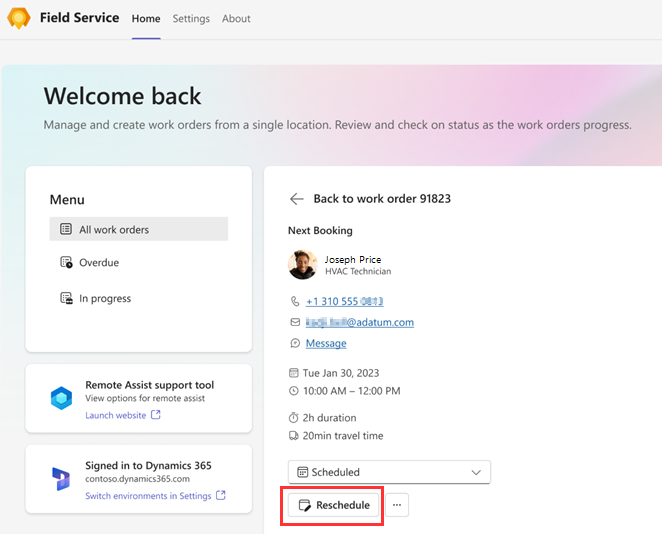 Field Service
Home
Settings
About
Welcome back
Manage and create work orders from a single location. Review and check on status as the work orders progress.
Menu
All work orders
Overdue
In progress
Remote Assist support tool
View options for remote assist
Launch website
Signed in to Dynamics 365
contoso.dynamics365.com
Switch environments in Settings
Back to work order 91823
Next Booking
Joseph Price
HVAC Technician
+1 310 555
@adatum.com
Message
Tue Jan 30, 2023
10:00 AM – 12:00 PM
2h duration
20min travel time
Scheduled
Reschedule
...